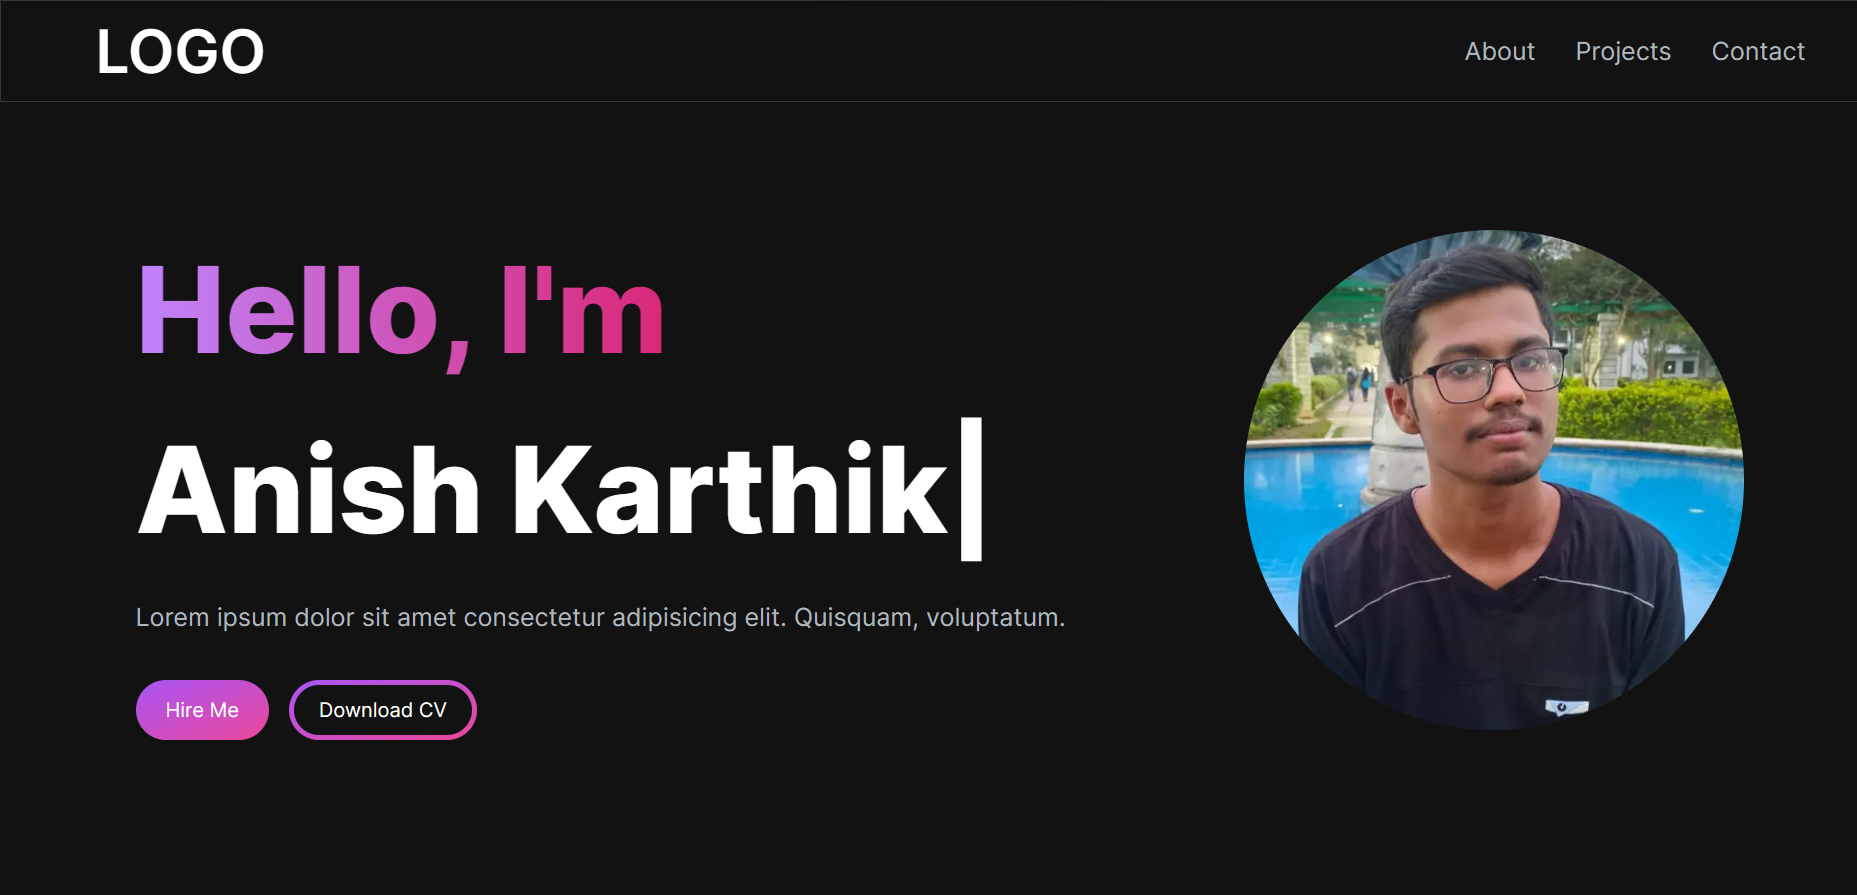 LOGO
About Projects Contact
Hello, I'm
Anish Karthik|
Lorem ipsum dolor sit amet consectetur adipisicing elit. Quisquam, voluptatum.
Hire Me
Download CV